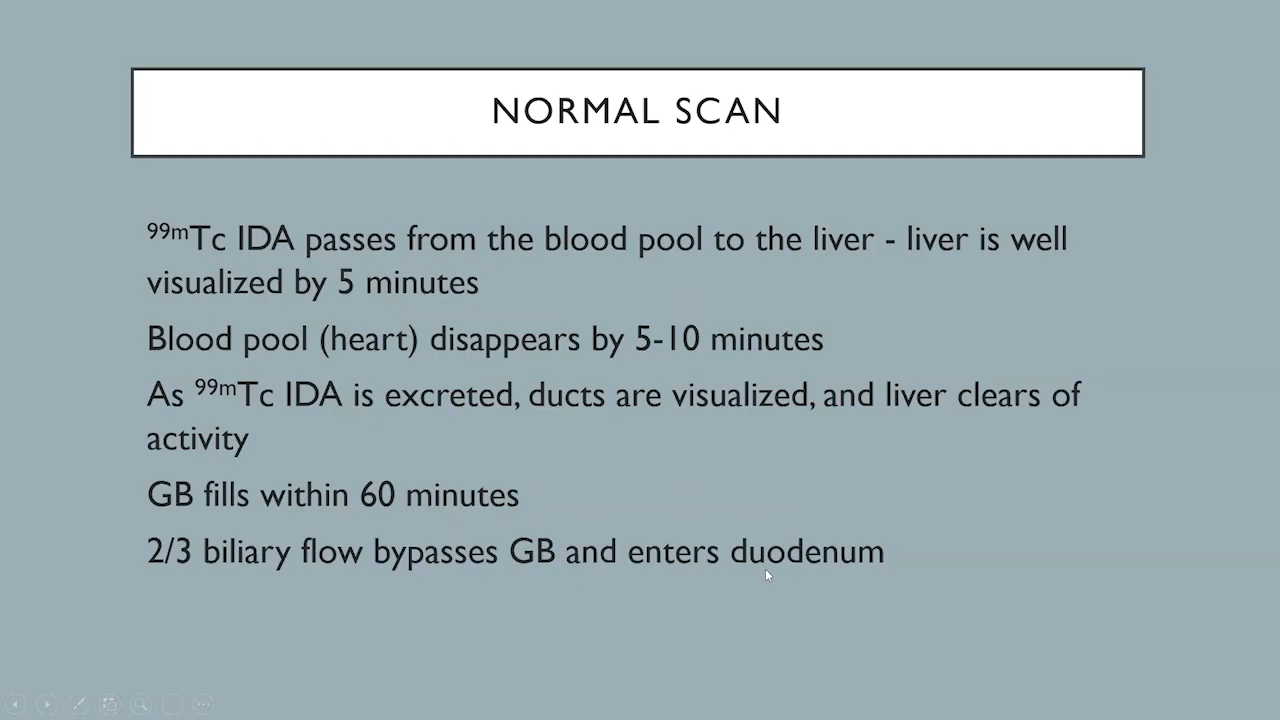 NORMAL SCAN
⁹⁹ᵐTc IDA passes from the blood pool to the liver - liver is well
visualized by 5 minutes
Blood pool (heart) disappears by 5-10 minutes
As ⁹⁹ᵐTc IDA is excreted, ducts are visualized, and liver clears of
activity
GB fills within 60 minutes
2/3 biliary flow bypasses GB and enters duodenum